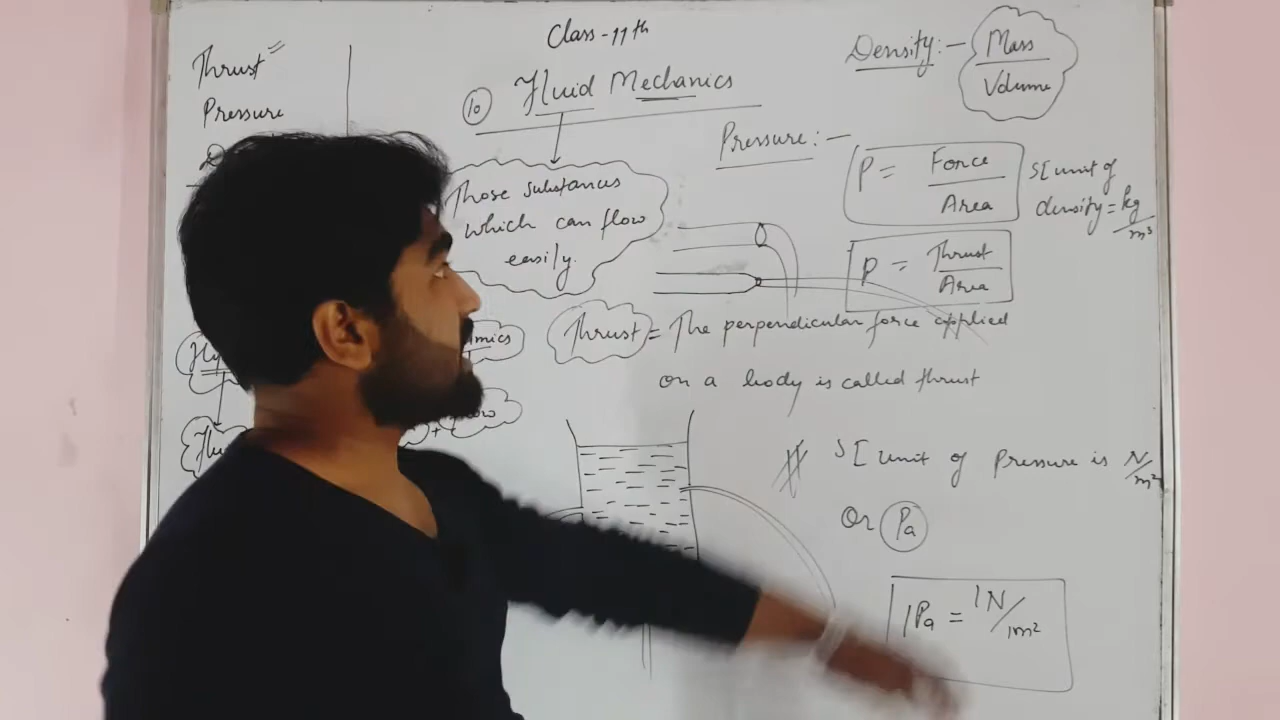 Class-11th
Thrust
Pressure
10 Fluid Mechanics
Those Substances
which can flow
easily.
Density:- Mass
Volume
Pressure:-
P = Force
Area
SI unit of
density = kg
/m³
P = Thrust
Area
Thrust = The perpendicular force applied
on a body is called thrust
# SI unit of Pressure is N/m²
Or Pa
1Pa = 1N/1m²